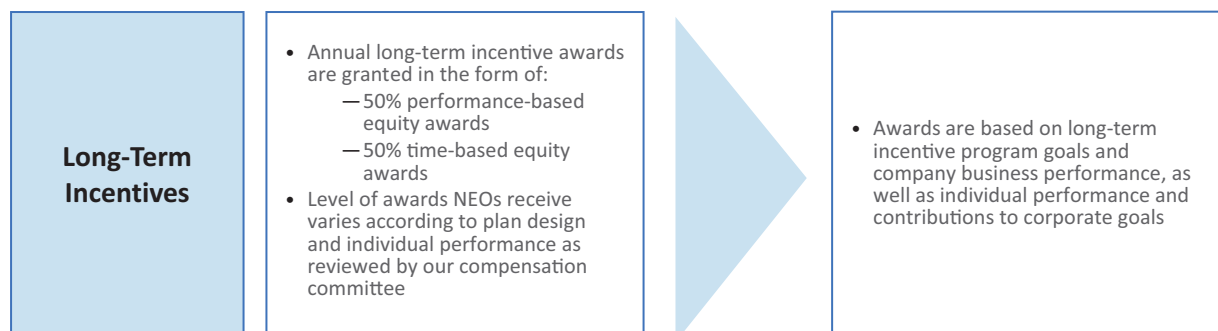 Long-Term
Incentives
• Annual long-term incentive awards
are granted in the form of:
—50% performance-based
equity awards
—50% time-based equity
awards
• Level of awards NEOs receive
varies according to plan design
and individual performance as
reviewed by our compensation
committee
• Awards are based on long-term
incentive program goals and
company business performance, as
well as individual performance and
contributions to corporate goals